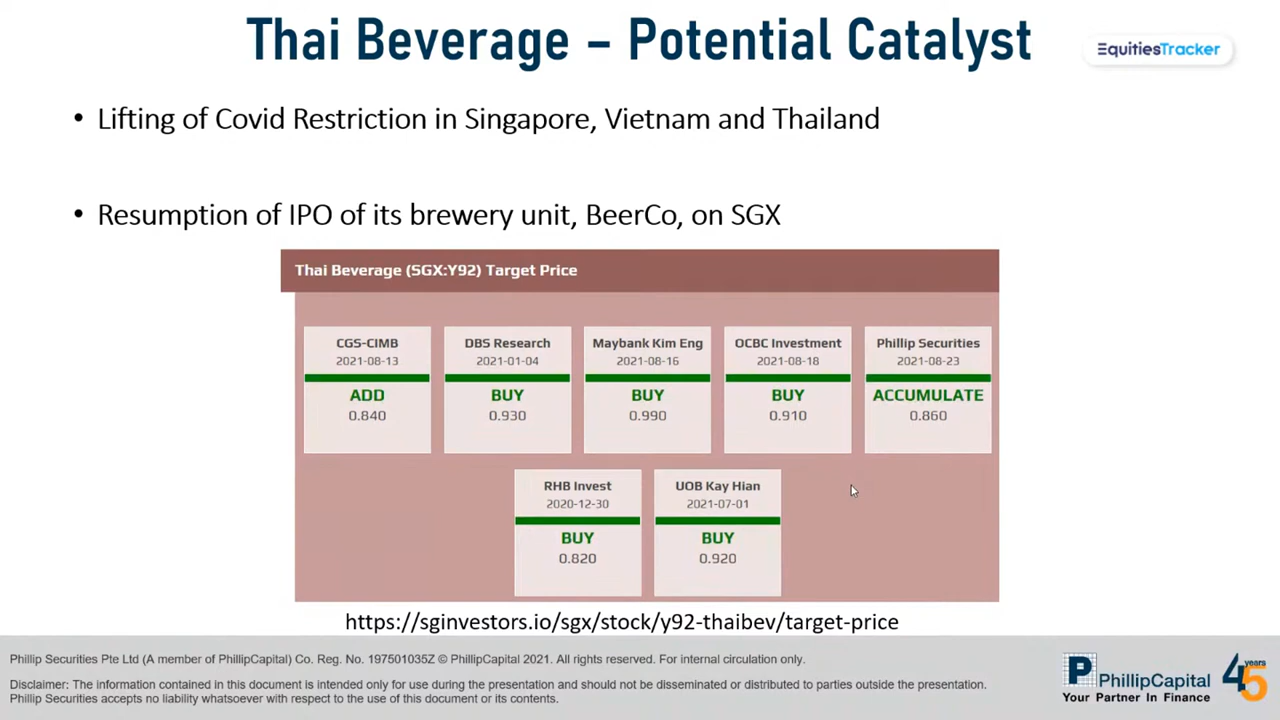 Thai Beverage – Potential Catalyst
EquitiesTracker
• Lifting of Covid Restriction in Singapore, Vietnam and Thailand
• Resumption of IPO of its brewery unit, BeerCo, on SGX
Thai Beverage (SGX:Y92) Target Price
CGS-CIMB
2021-08-13
ADD
0.840
DBS Research
2021-01-04
BUY
0.930
Maybank Kim Eng
2021-08-16
BUY
0.990
OCBC Investment
2021-08-18
BUY
0.910
Phillip Securities
2021-08-23
ACCUMULATE
0.860
RHB Invest
2020-12-30
BUY
0.820
UOB Kay Hian
2021-07-01
BUY
0.920
https://sginvestors.io/sgx/stock/y92-thaibev/target-price
Phillip Securities Pte Ltd (A member of PhillipCapital) Co. Reg. No. 197501035Z © PhillipCapital 2021. All rights reserved. For internal circulation only.
Disclaimer: The information contained in this document is intended only for use during the presentation and should not be disseminated or distributed to parties outside the presentation.
Phillip Securities accepts no liability whatsoever with respect to the use of this document or its contents.
P PhillipCapital
Your Partner In Finance
45 years